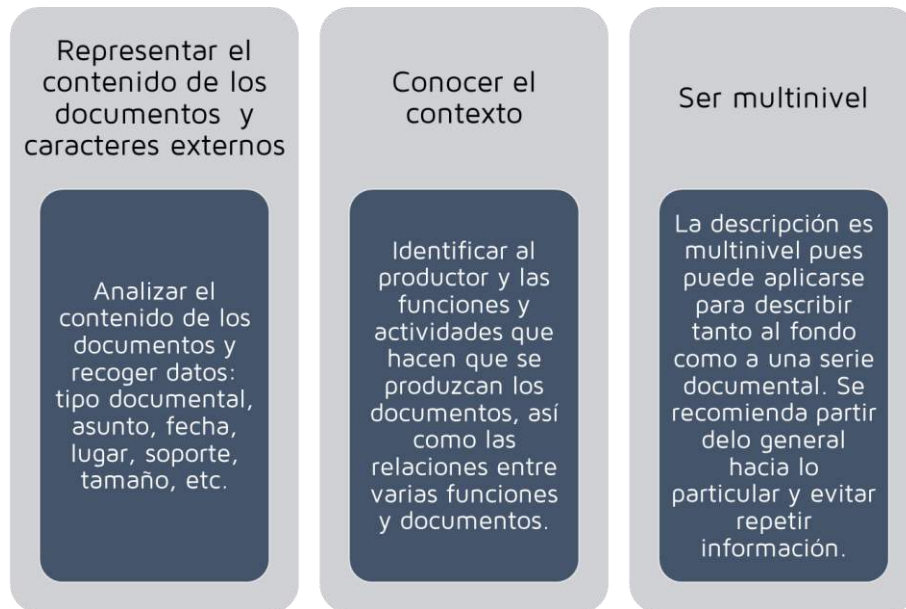 Representar el
contenido de los
documentos y
caracteres externos
Analizar el
contenido de los
documentos y
recoger datos:
tipo documental,
asunto, fecha,
lugar, soporte,
tamaño, etc.
Conocer el
contexto
Identificar al
productor y las
funciones y
actividades que
hacen que se
produzcan los
documentos, así
como las
relaciones entre
varias funciones
y documentos.
Ser multinivel
La descripción es
multinivel pues
puede aplicarse
para describir
tanto al fondo
como a una serie
documental. Se
recomienda partir
delo general
hacia lo
particular y evitar
repetir
información.